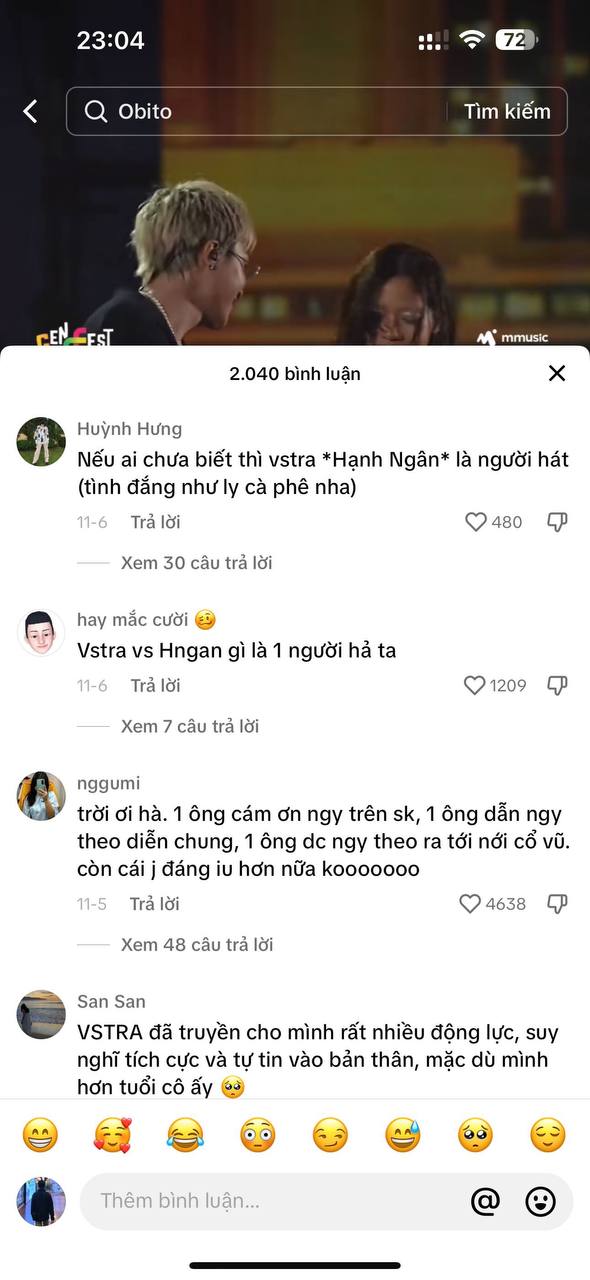 23:04
72
Obito
Tìm kiếm
GENFEST
mmusic
2.040 bình luận
Huỳnh Hưng
Nếu ai chưa biết thì vstra *Hạnh Ngân* là người hát
(tình đắng như ly cà phê nha)
11-6 Trả lời 480
Xem 30 câu trả lời
hay mắc cười 🥴
Vstra vs Hngan gì là 1 người hả ta
11-6 Trả lời 1209
Xem 7 câu trả lời
nggumi
trời ơi hà. 1 ông cám ơn ngy trên sk, 1 ông dẫn ngy
theo diễn chung, 1 ông dc ngy theo ra tới nới cổ vũ.
còn cái j đáng iu hơn nữa kooooooo
11-5 Trả lời 4638
Xem 48 câu trả lời
San San
VSTRA đã truyền cho mình rất nhiều động lực, suy
nghĩ tích cực và tự tin vào bản thân, mặc dù mình
hơn tuổi cô ấy 🥺
😁 🥰 😂 😳 😏 😅 🥺 😌
Thêm bình luận... @